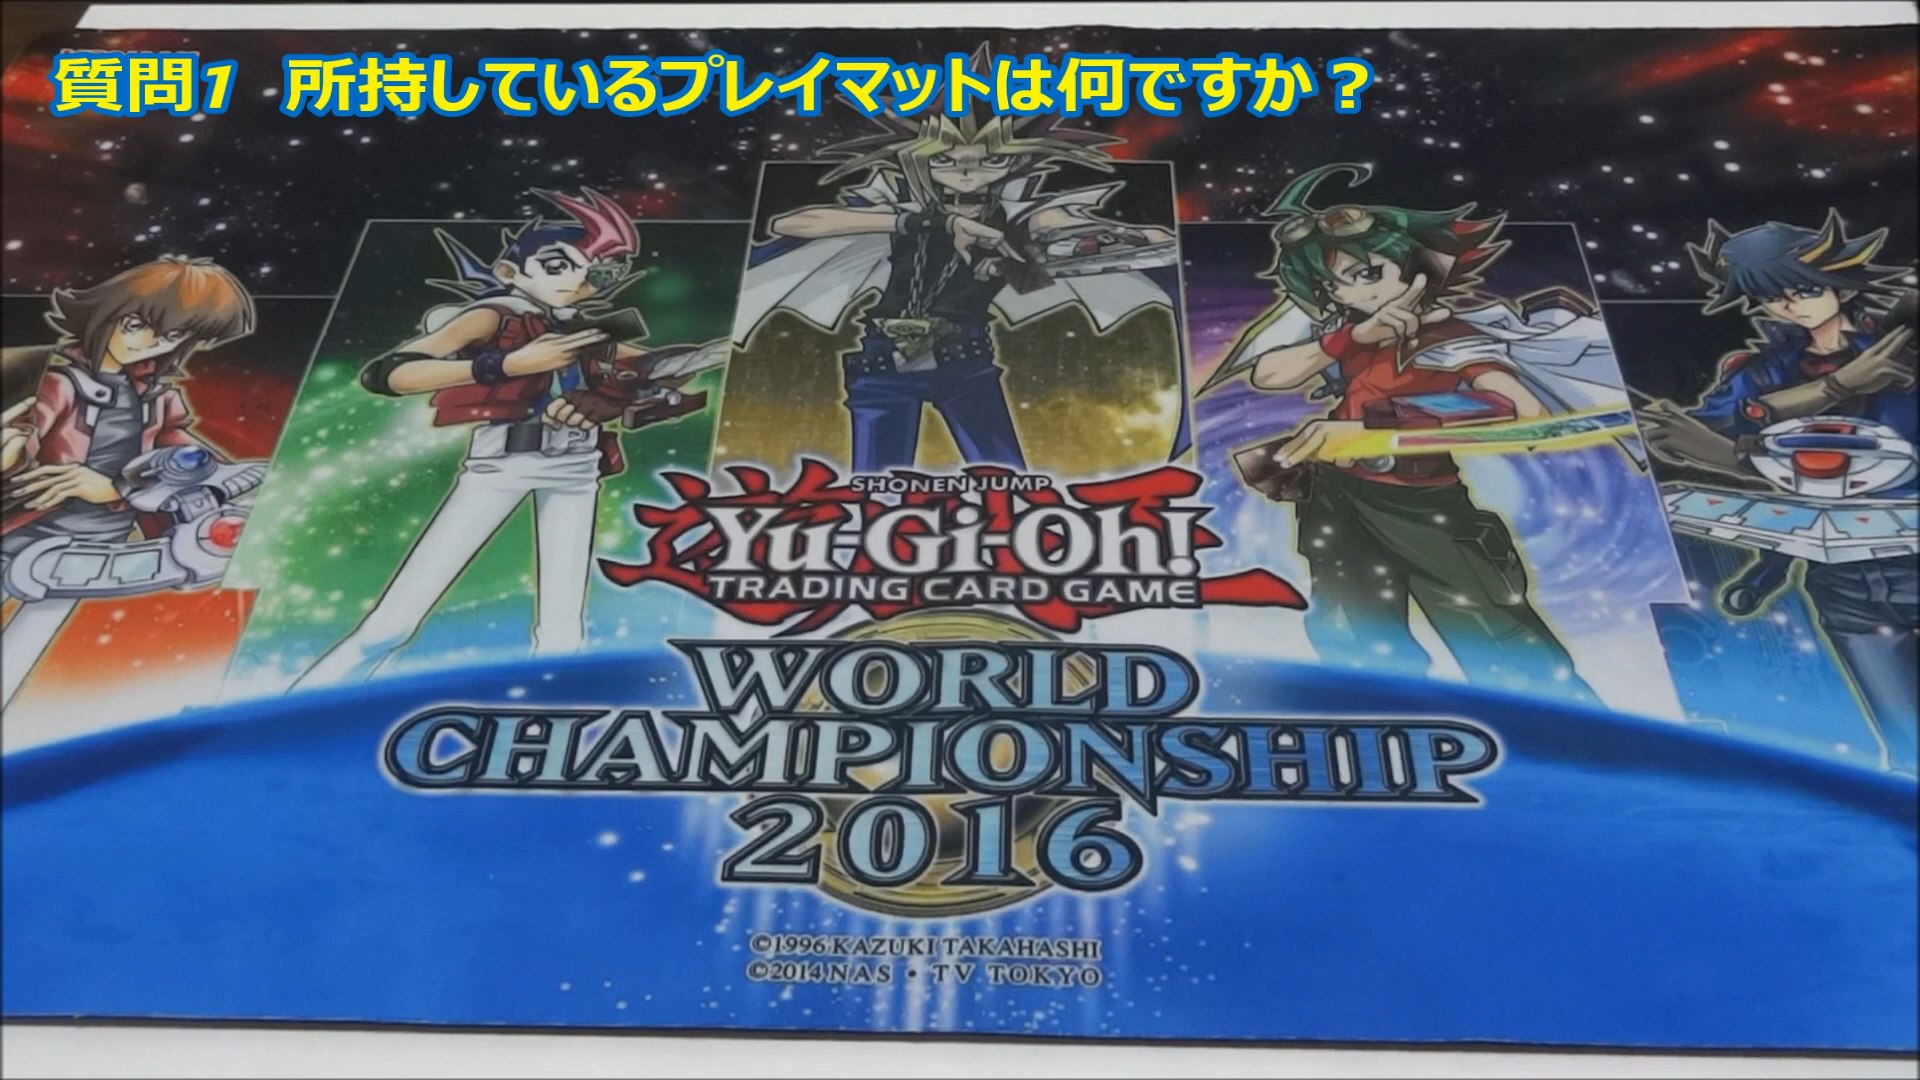 質問1 所持しているプレイマットは何ですか？
SHONEN JUMP
Yu-Gi-Oh!
TRADING CARD GAME
WORLD
CHAMPIONSHIP
2016
©1996 KAZUKI TAKAHASHI
©2014 NAS・TV TOKYO